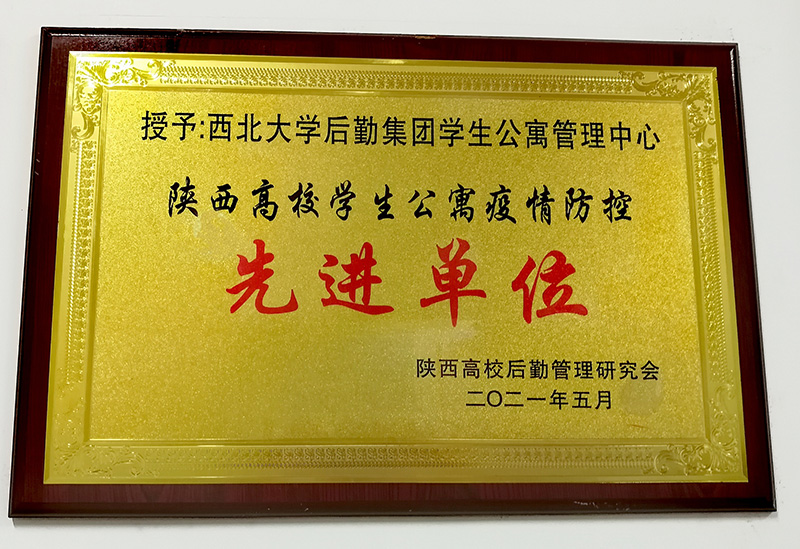 授予:西北大学后勤集团学生公寓管理中心
陕西高校学生公寓疫情防控
先进单位
陕西高校后勤管理研究会
二〇二一年五月